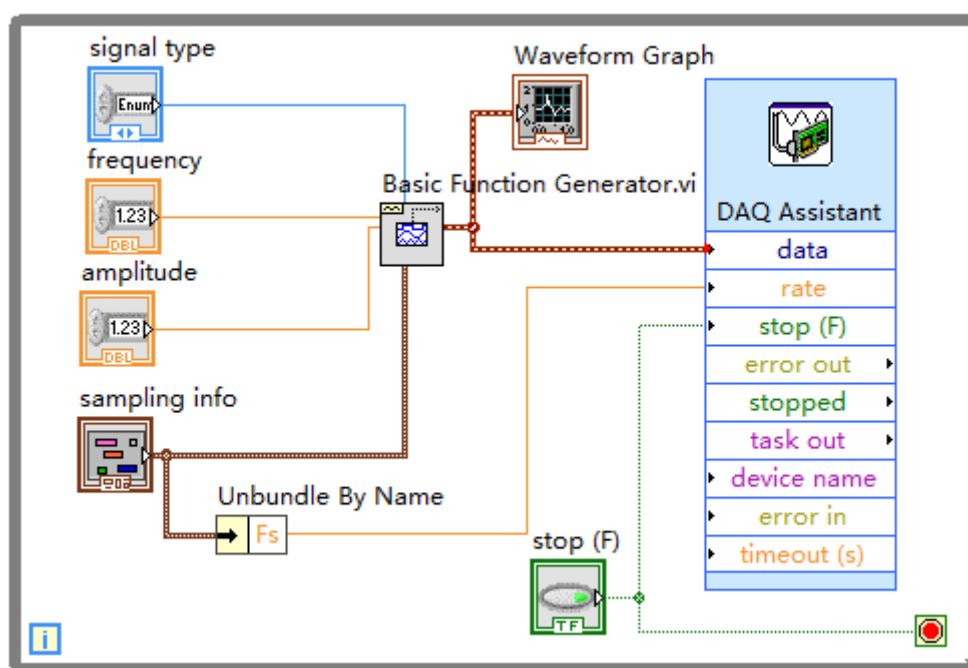 signal type
Enum
frequency
1.23
DBL
amplitude
1.23
DBL
sampling info
Waveform Graph
Basic Function Generator.vi
Unbundle By Name
Fs
stop (F)
TF
DAQ Assistant
data
rate
stop (F)
error out
stopped
task out
device name
error in
timeout (s)
i